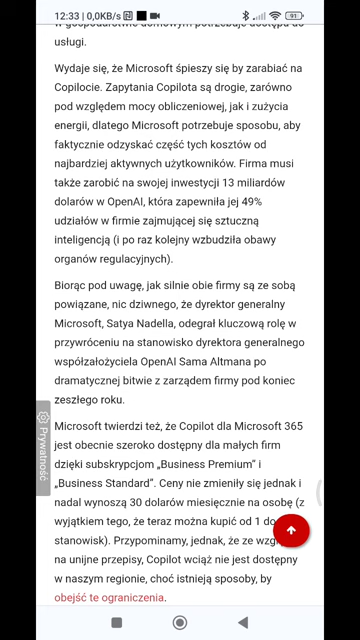 12:33 | 0,0KB/s
91
w gospodarstwie domowym potrzebuje dostępu do
usługi.
Wydaje się, że Microsoft śpieszy się by zarabiać na
Copilocie. Zapytania Copilota są drogie, zarówno
pod względem mocy obliczeniowej, jak i zużycia
energii, dlatego Microsoft potrzebuje sposobu, aby
faktycznie odzyskać część tych kosztów od
najbardziej aktywnych użytkowników. Firma musi
także zarobić na swojej inwestycji 13 miliardów
dolarów w OpenAI, która zapewniła jej 49%
udziałów w firmie zajmującej się sztuczną
inteligencją (i po raz kolejny wzbudziła obawy
organów regulacyjnych).
Biorąc pod uwagę, jak silnie obie firmy są ze sobą
powiązane, nic dziwnego, że dyrektor generalny
Microsoft, Satya Nadella, odegrał kluczową rolę w
przywróceniu na stanowisko dyrektora generalnego
współzałożyciela OpenAI Sama Altmana po
dramatycznej bitwie z zarządem firmy pod koniec
zeszłego roku.
Prywatność
Microsoft twierdzi też, że Copilot dla Microsoft 365
jest obecnie szeroko dostępny dla małych firm
dzięki subskrypcjom „Business Premium” i
„Business Standard”. Ceny nie zmieniły się jednak i
nadal wynoszą 30 dolarów miesięcznie na osobę (z
wyjątkiem tego, że teraz można kupić od 1 do
stanowisk). Przypominamy, jednak, że ze
na unijne przepisy, Copilot wciąż nie jest dostępny
w naszym regionie, choć istnieją sposoby, by
obejść te ograniczenia.